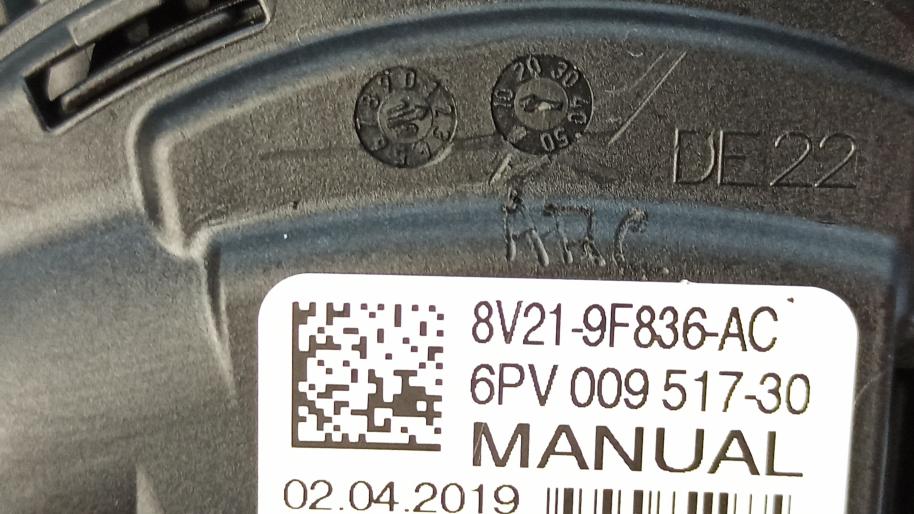 DE 22
8V21-9F836-AC
6PV 009 517-30
MANUAL
02.04.2019